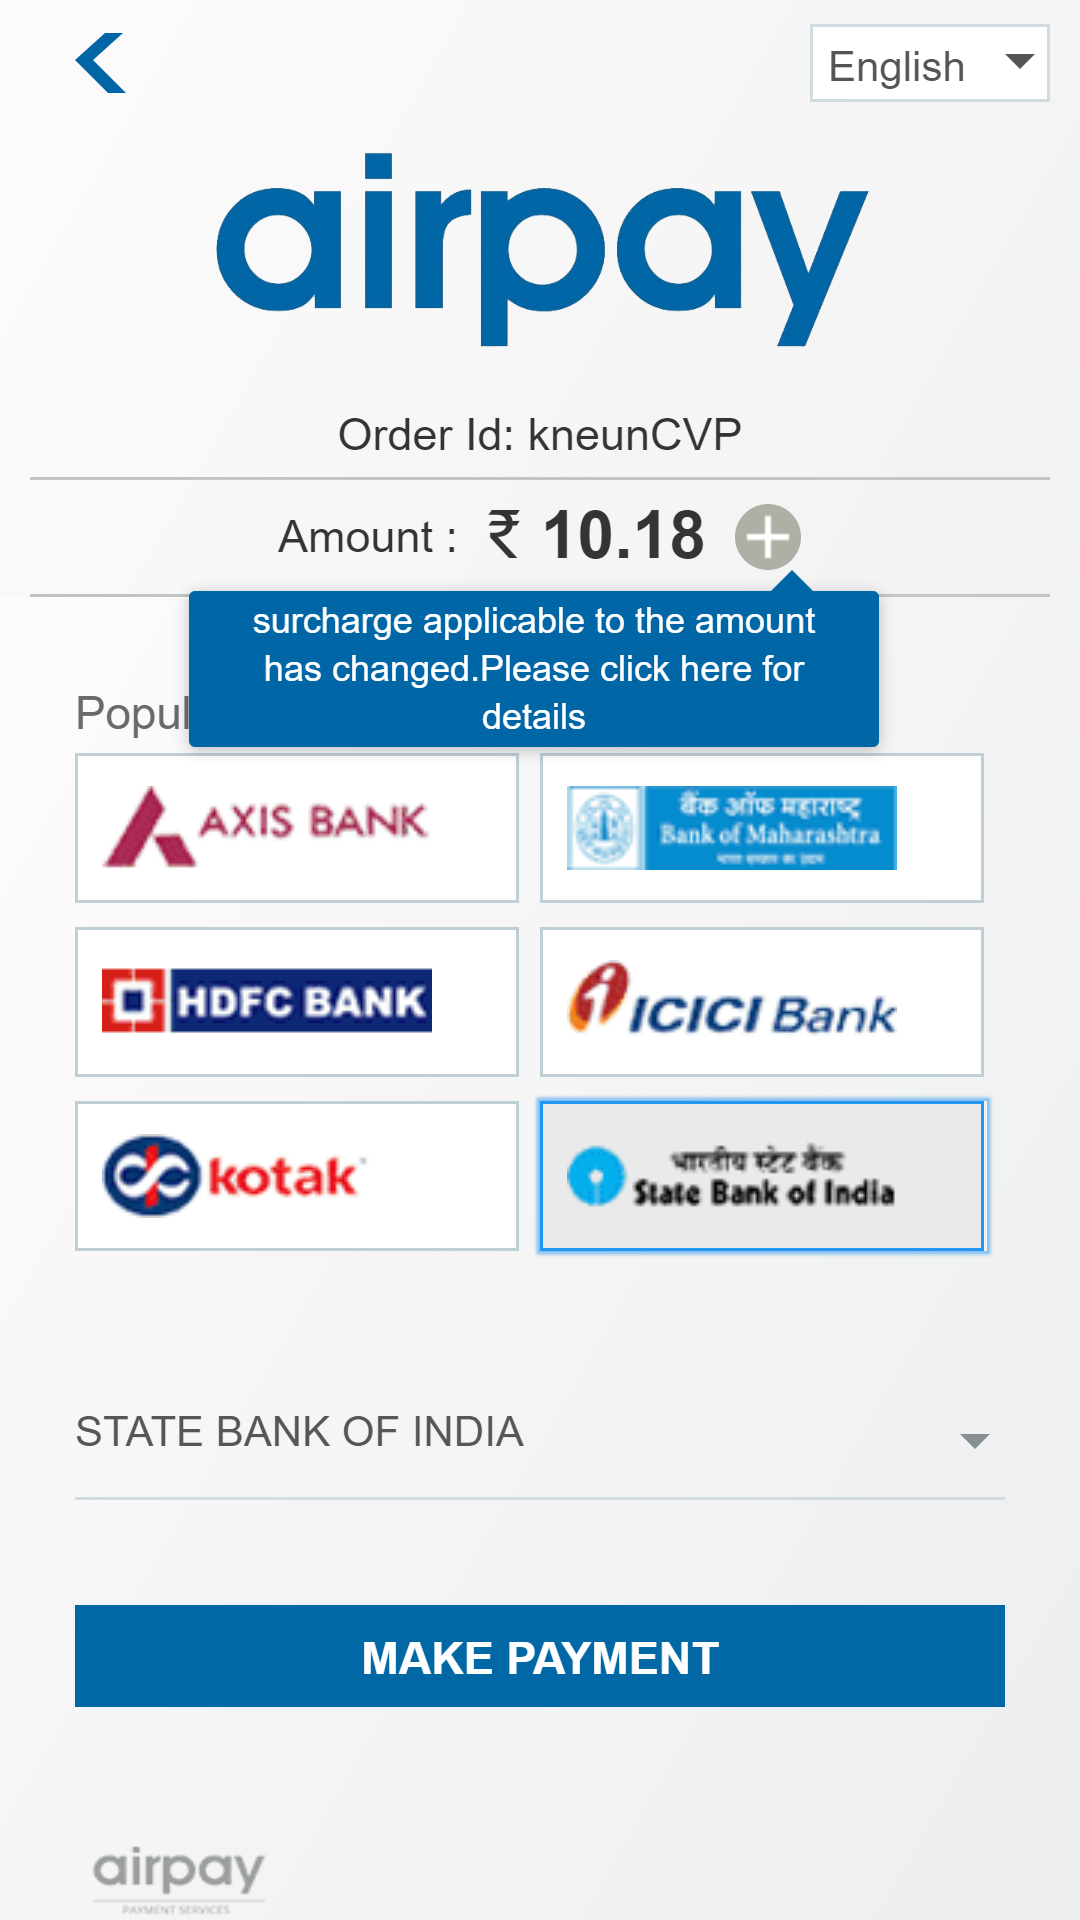 English
airpay
Order Id: kneunCVP
Amount : ₹ 10.18
surcharge applicable to the amount
has changed.Please click here for
details
Popul
AXIS BANK
बैंक ऑफ महाराष्ट्र
Bank of Maharashtra
HDFC BANK
ICICI Bank
kotak
भारतीय स्टेट बैंक
State Bank of India
STATE BANK OF INDIA
MAKE PAYMENT
airpay
PAYMENT SERVICES